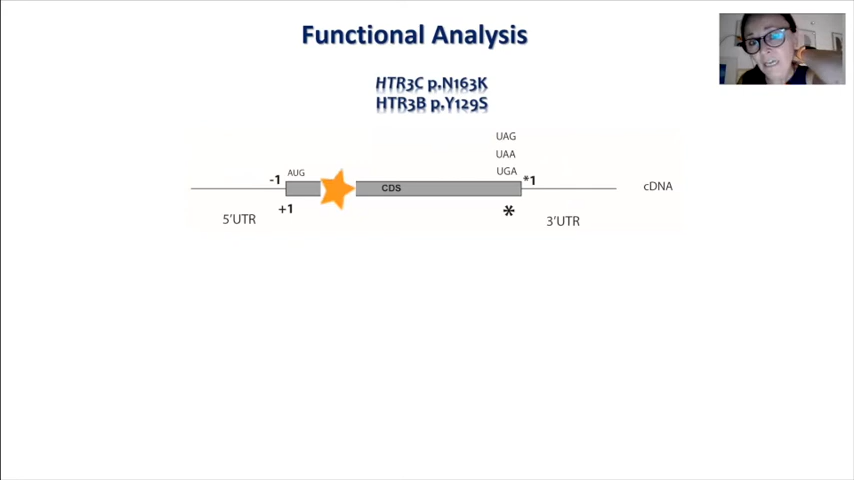 Functional Analysis
HTR3C p.N163K
HTR3B p.Y129S
UAG
UAA
UGA
AUG
-1
*1
CDS
cDNA
+1
*
5'UTR
3'UTR